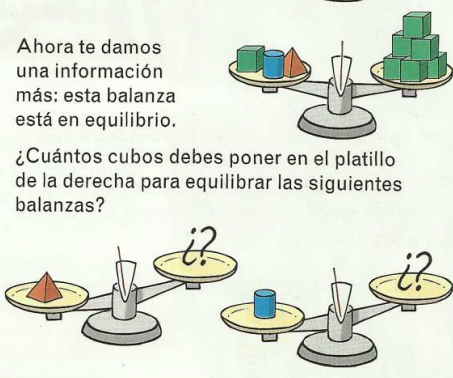 Ahora te damos
una información
más: esta balanza
está en equilibrio.
¿Cuántos cubos debes poner en el platillo
de la derecha para equilibrar las siguientes
balanzas?
¿?
¿?